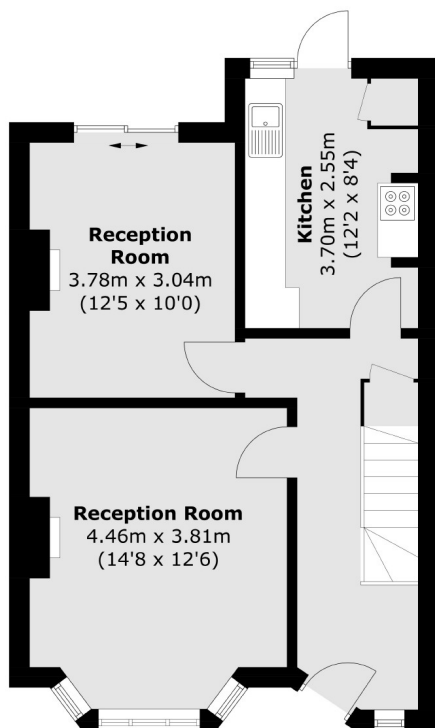 Reception
Room
3.78m x 3.04m
(12'5 x 10'0)
Kitchen
3.70m x 2.55m
(12'2 x 8'4)
Reception Room
4.46m x 3.81m
(14'8 x 12'6)